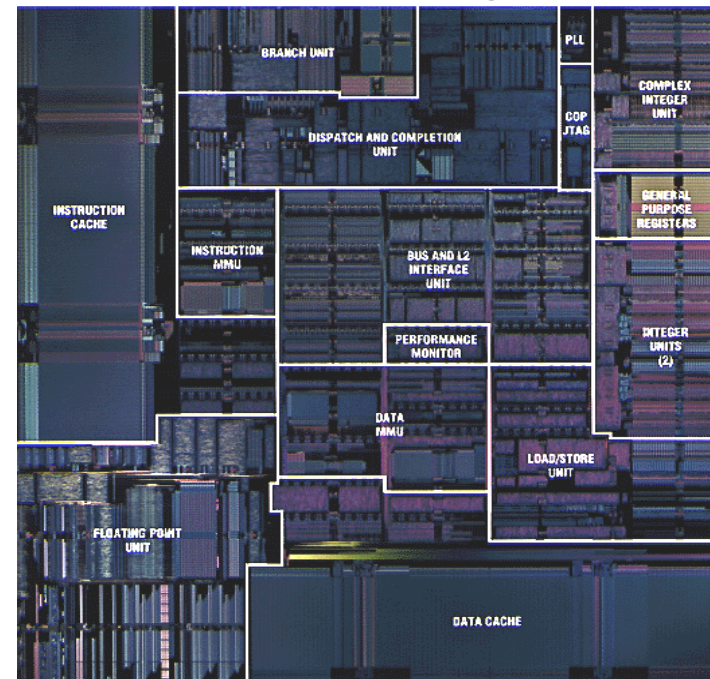 BRANCH UNIT
PLL
COMPLEX
INTEGER
UNIT
DISPATCH AND COMPLETION
UNIT
COP
JTAG
INSTRUCTION
CACHE
GENERAL
PURPOSE
REGISTERS
INSTRUCTION
MMU
BUS AND L2
INTERFACE
UNIT
PERFORMANCE
MONITOR
INTEGER
UNITS
(2)
DATA
MMU
LOAD/STORE
UNIT
FLOATING POINT
UNIT
DATA CACHE